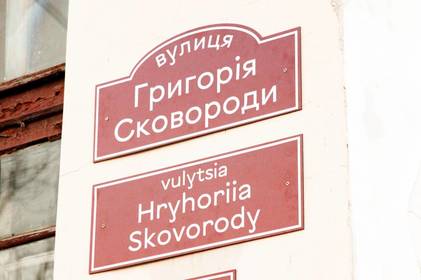 вулиця
Григорія
Сковороди
vulytsia
Hryhoriia
Skovorody